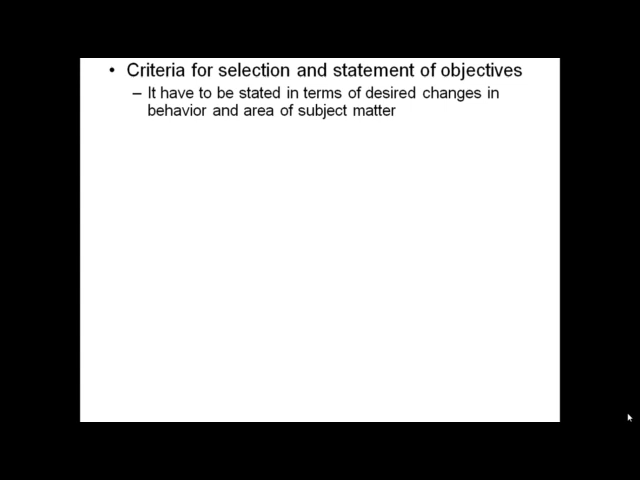 • Criteria for selection and statement of objectives
– It have to be stated in terms of desired changes in
behavior and area of subject matter